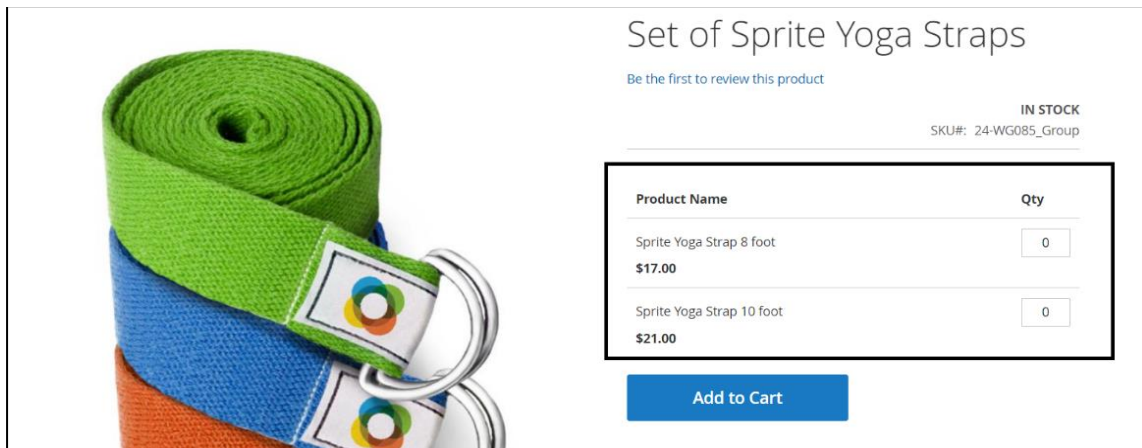 Set of Sprite Yoga Straps
Be the first to review this product
IN STOCK
SKU#: 24-WG085_Group
Product Name Qty
Sprite Yoga Strap 8 foot 0
$17.00
Sprite Yoga Strap 10 foot 0
$21.00
Add to Cart